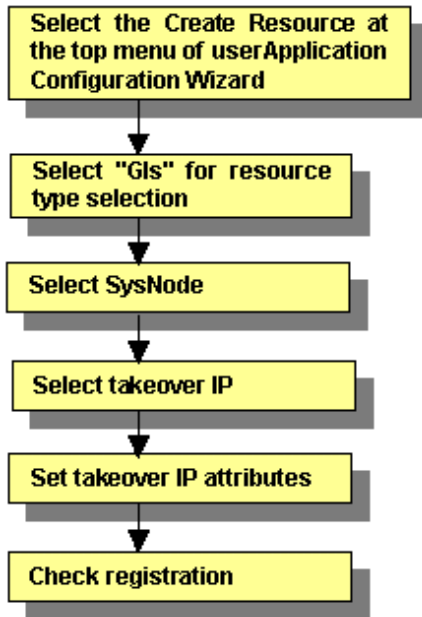 Select the Create Resource at
the top menu of userApplication
Configuration Wizard
Select "Gls" for resource
type selection
Select SysNode
Select takeover IP
Set takeover IP attributes
Check registration